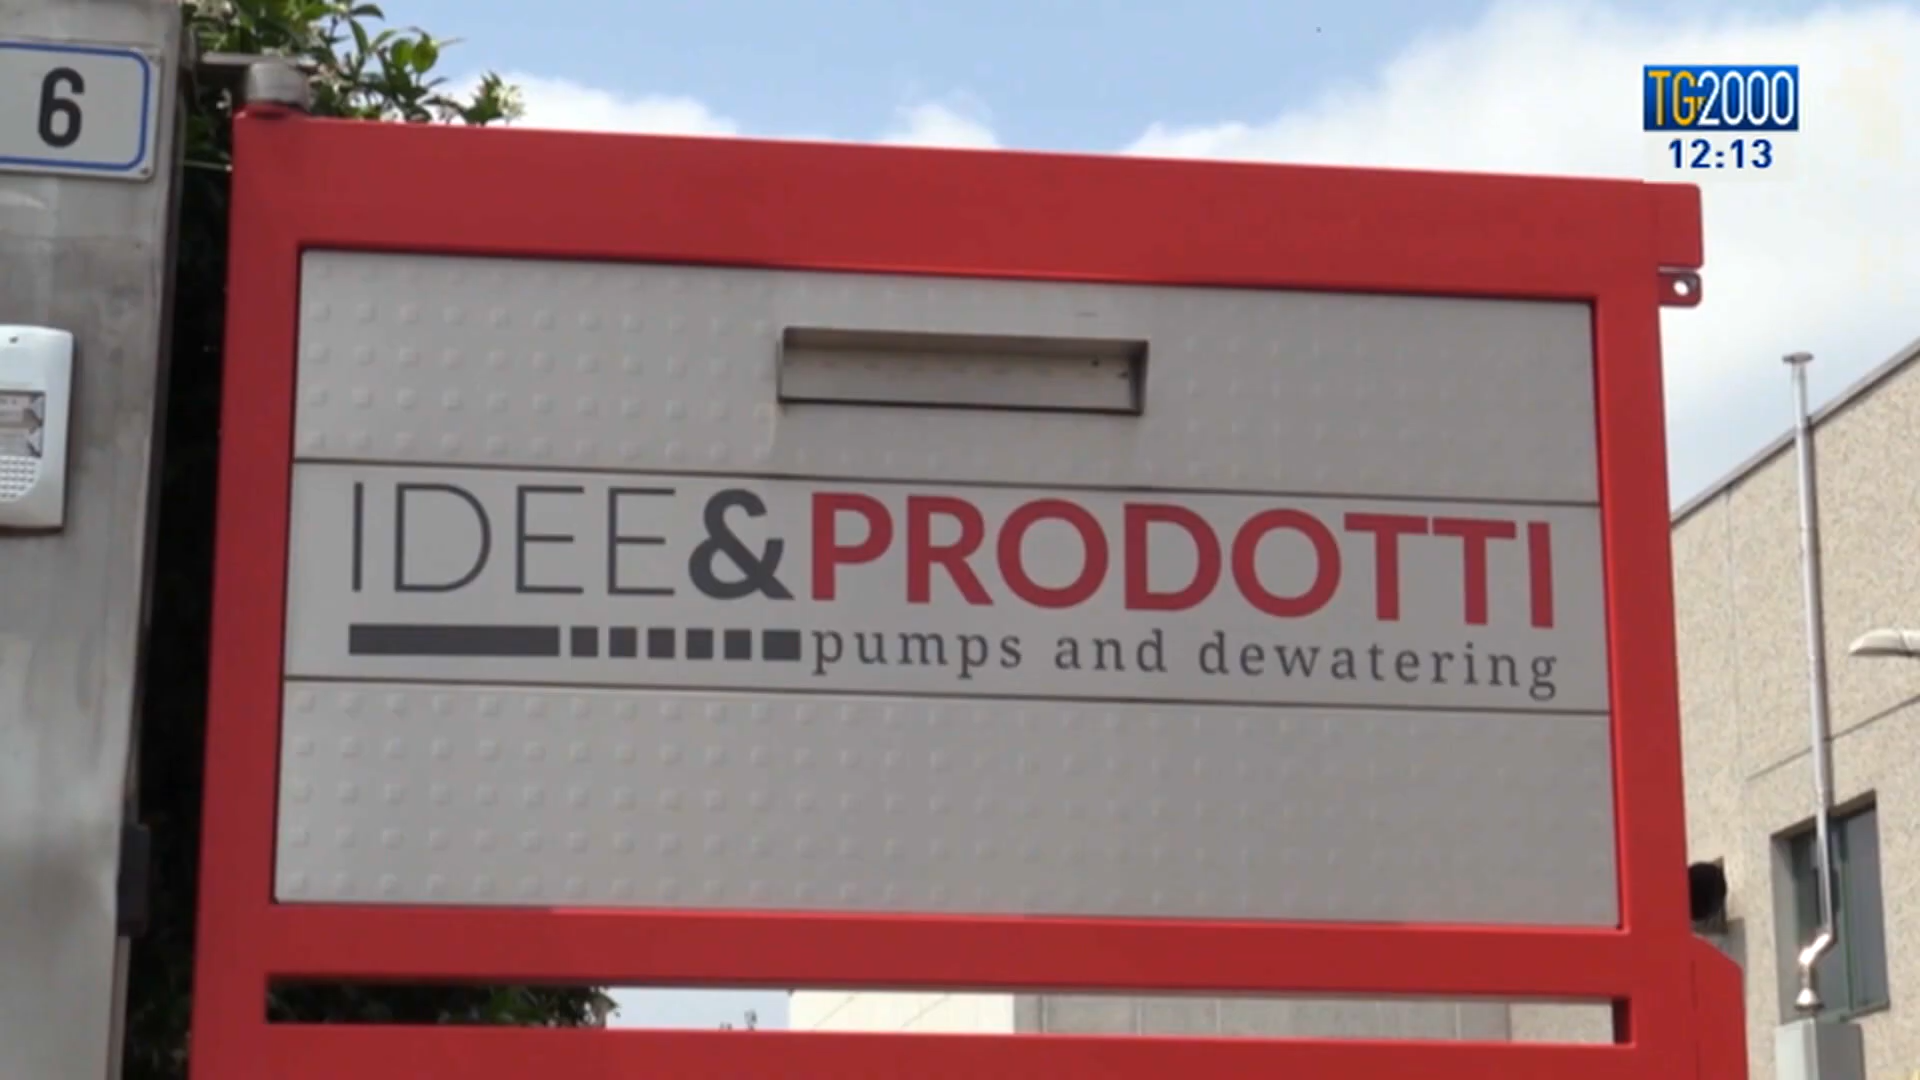 6
TG2000
12:13
IDEE&PRODOTTI
pumps and dewatering